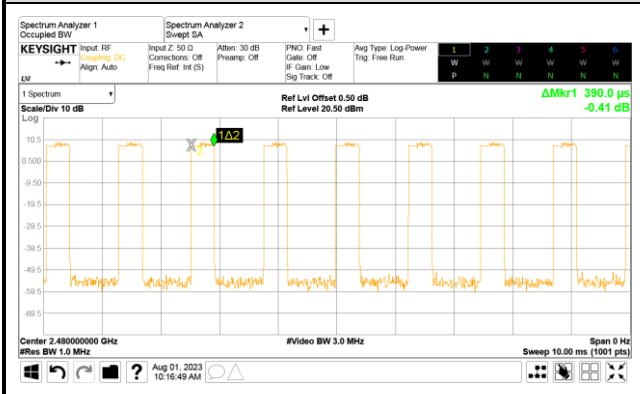 Spectrum Analyzer 1
Occupied BW
Spectrum Analyzer 2
Swept SA
KEYSIGHT
Input: RF
Coupling: DC
Align: Auto
Input Z: 50 Ω
Corrections: Off
Freq Ref: Int (S)
Atten: 30 dB
Preamp: Off
PNO: Fast
Gate: Off
IF Gain: Low
Sig Track: Off
Avg Type: Log-Power
Trig: Free Run
1 2 3 4 5 6
W W W W W W
P N N N N N
LXI
1 Spectrum
Scale/Div 10 dB
Log
Ref Lvl Offset 0.50 dB
Ref Level 20.50 dBm
ΔMkr1 390.0 µs
-0.41 dB
10.5
0.500
-9.50
-19.5
-29.5
-39.5
-49.5
-59.5
-69.5
X2
1Δ2
Center 2.480000000 GHz
#Res BW 1.0 MHz
#Video BW 3.0 MHz
Span 0 Hz
Sweep 10.00 ms (1001 pts)
?
Aug 01, 2023
10:16:49 AM